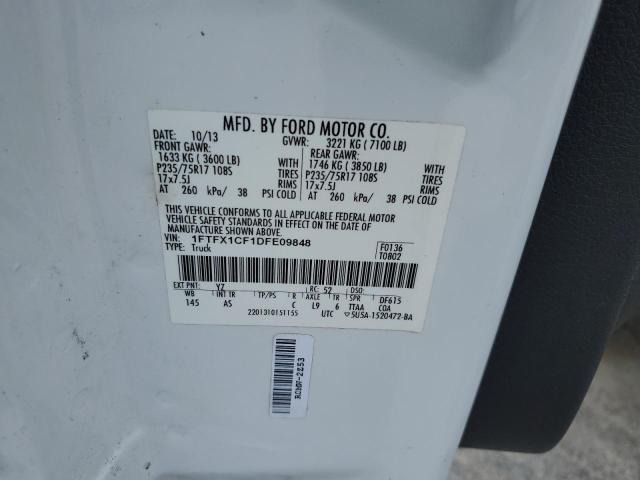 MFD. BY FORD MOTOR CO.
DATE: 10/13 GVWR: 3221 KG ( 7100 LB)
FRONT GAWR: REAR GAWR:
1633 KG ( 3600 LB) WITH 1746 KG ( 3850 LB) WITH
P235/75R17 108S TIRES P235/75R17 108S TIRES
17x7.5J RIMS 17x7.5J RIMS
AT 260 kPa/ 38 PSI COLD AT 260 kPa/ 38 PSI COLD
THIS VEHICLE CONFORMS TO ALL APPLICABLE FEDERAL MOTOR
VEHICLE SAFETY STANDARDS IN EFFECT ON THE DATE OF
MANUFACTURE SHOWN ABOVE.
VIN: 1FTFX1CF1DFE09848 F0136
TYPE: Truck T0802
EXT PNT: YZ RC: 52 DSO:
WB INT TR TP/PS R AXLE TR SPR DF615
145 AS C L9 6 TTAA COA
2201310151155 UTC 5U5A-1520472-BA